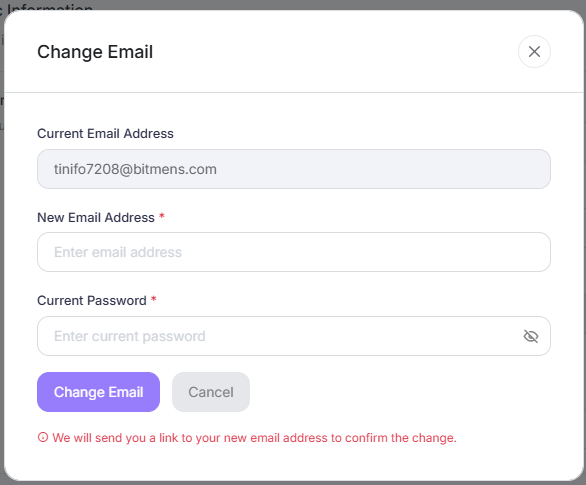 Information
Change Email
Current Email Address
tinifo7208@bitmens.com
New Email Address *
Enter email address
Current Password *
Enter current password
Change Email
Cancel
We will send you a link to your new email address to confirm the change.